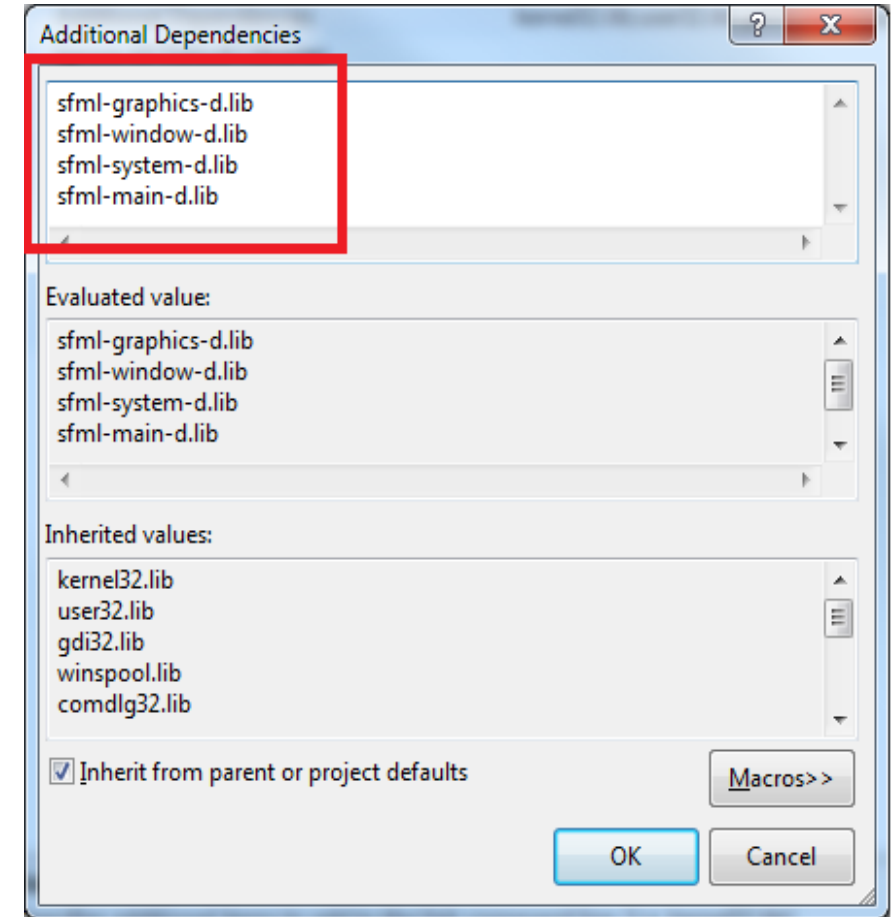 Additional Dependencies
sfml-graphics-d.lib
sfml-window-d.lib
sfml-system-d.lib
sfml-main-d.lib
Evaluated value:
sfml-graphics-d.lib
sfml-window-d.lib
sfml-system-d.lib
sfml-main-d.lib
Inherited values:
kernel32.lib
user32.lib
gdi32.lib
winspool.lib
comdlg32.lib
Inherit from parent or project defaults
Macros>>
OK
Cancel